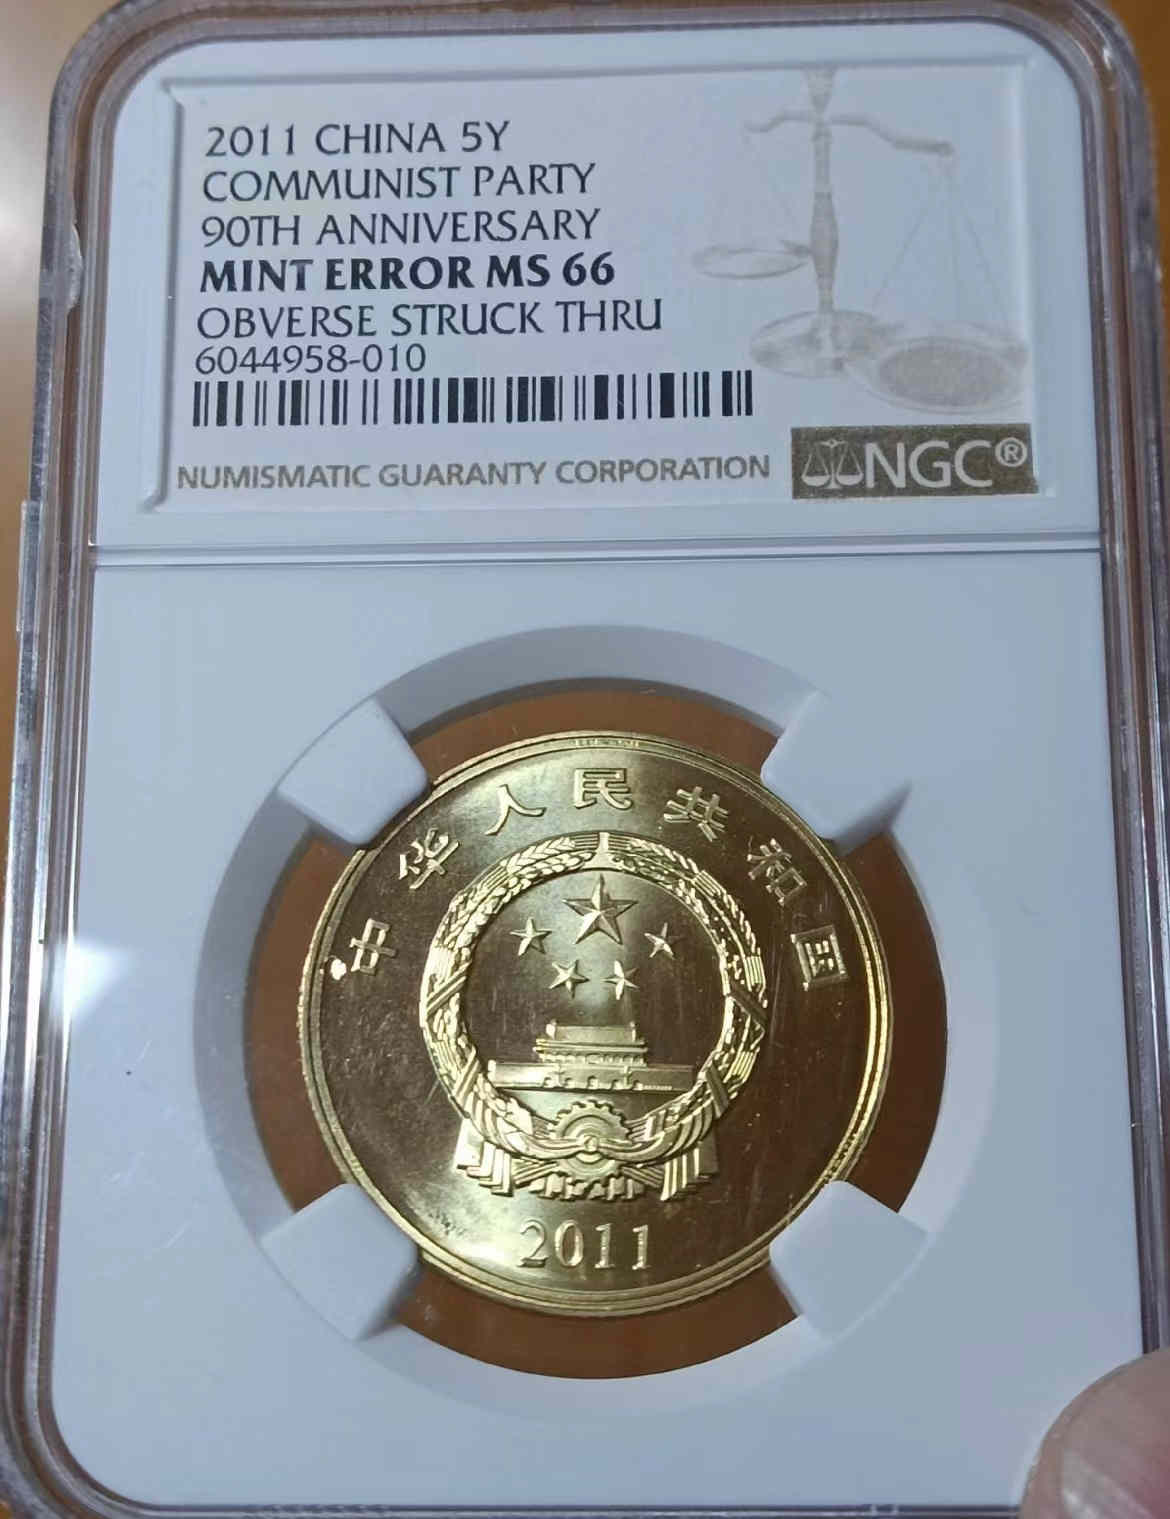 2011 CHINA 5Y
COMMUNIST PARTY
90TH ANNIVERSARY
MINT ERROR MS 66
OBVERSE STRUCK THRU
6044958-010
NUMISMATIC GUARANTY CORPORATION
NGC®
中华人民共和国
2011